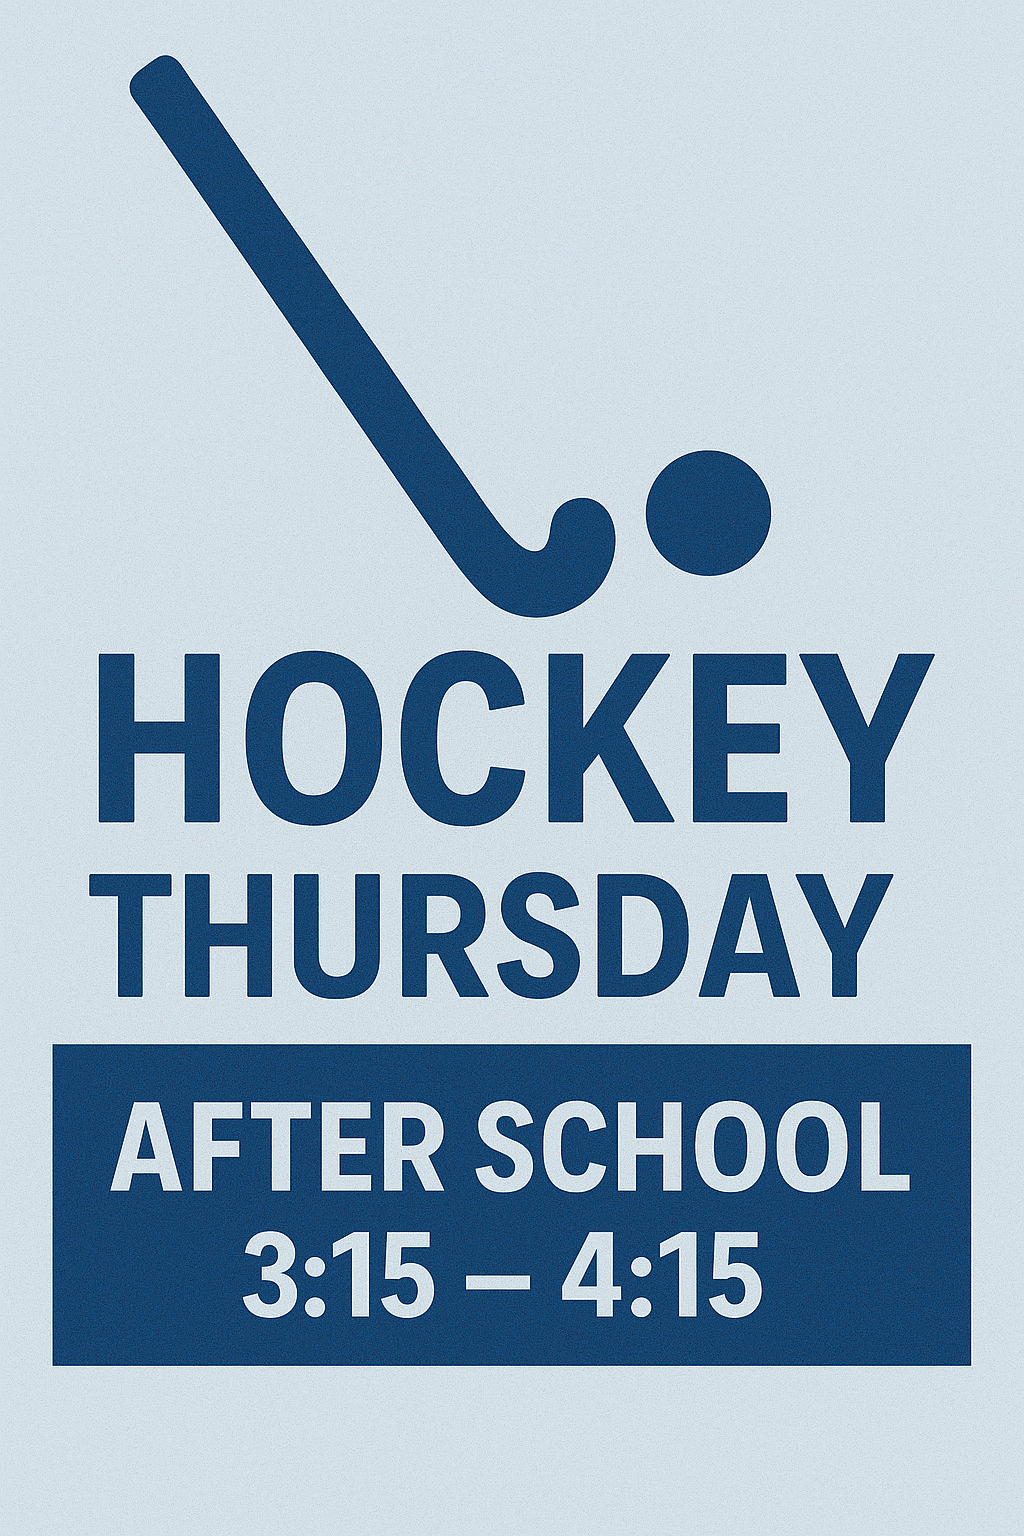 HOCKEY
THURSDAY
AFTER SCHOOL
3:15 – 4:15